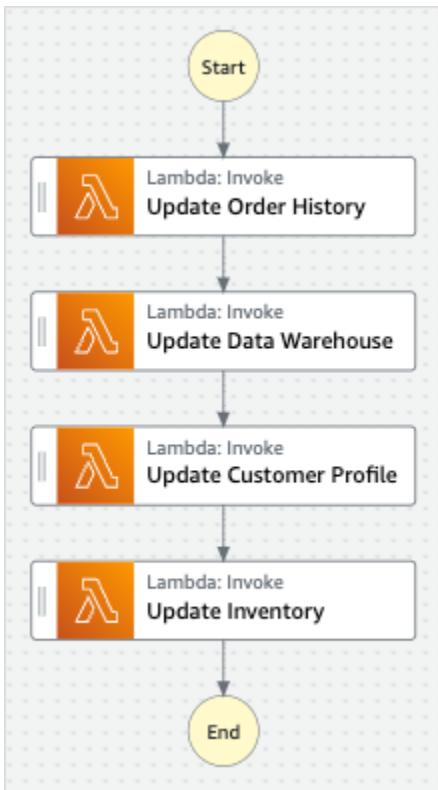 Start
Lambda: Invoke
Update Order History
Lambda: Invoke
Update Data Warehouse
Lambda: Invoke
Update Customer Profile
Lambda: Invoke
Update Inventory
End